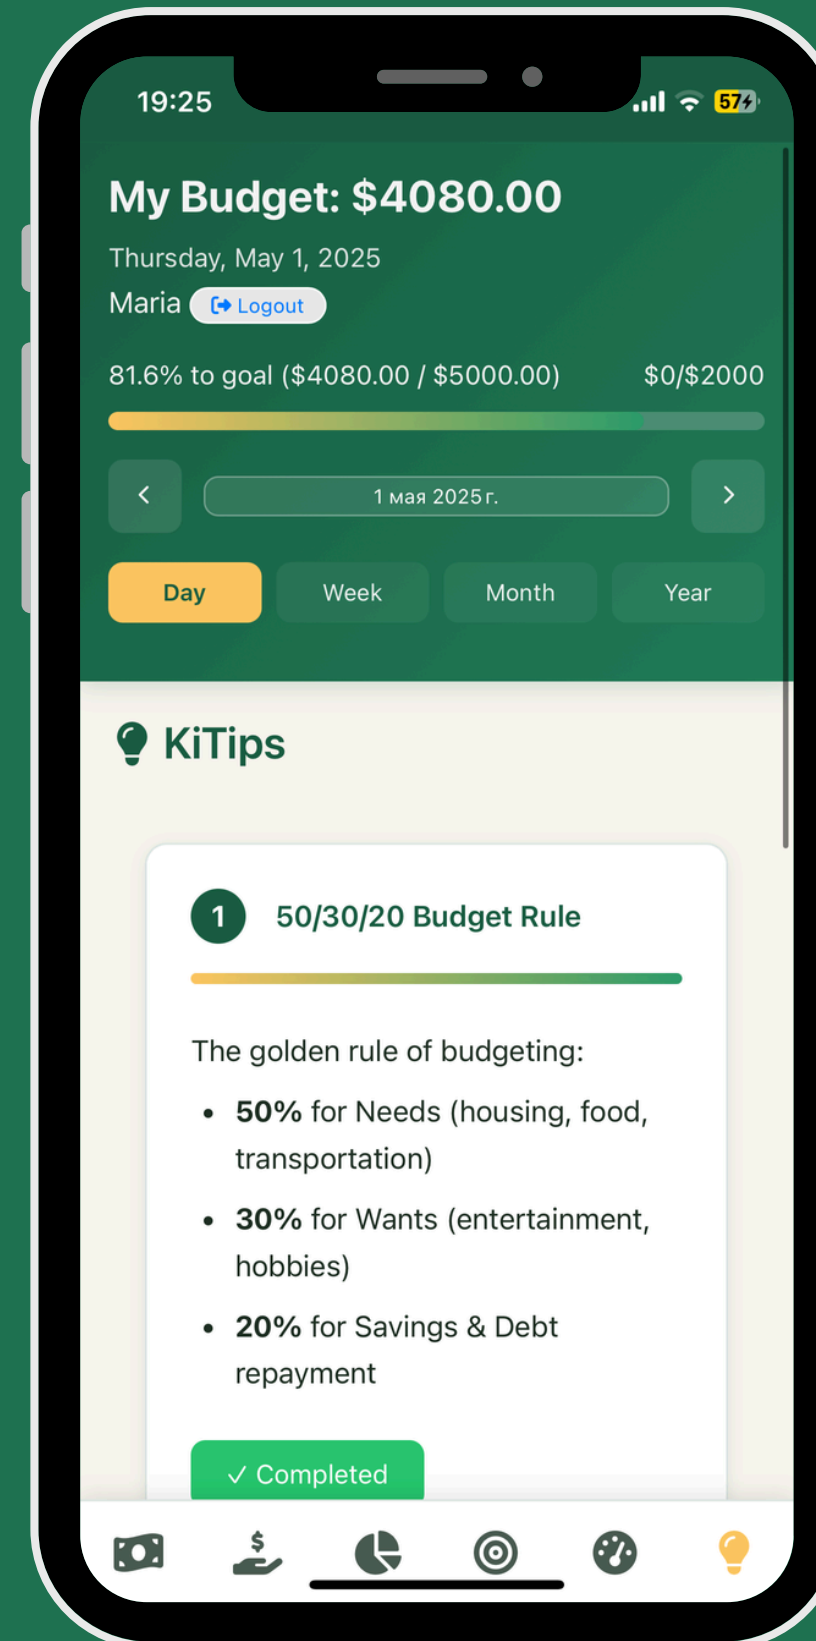 19:25
57
My Budget: $4080.00
Thursday, May 1, 2025
Maria Logout
81.6% to goal ($4080.00 / $5000.00) $0/$2000
1 мая 2025 г.
Day Week Month Year
KiTips
1 50/30/20 Budget Rule
The golden rule of budgeting:
• 50% for Needs (housing, food,
transportation)
• 30% for Wants (entertainment,
hobbies)
• 20% for Savings & Debt
repayment
✓ Completed